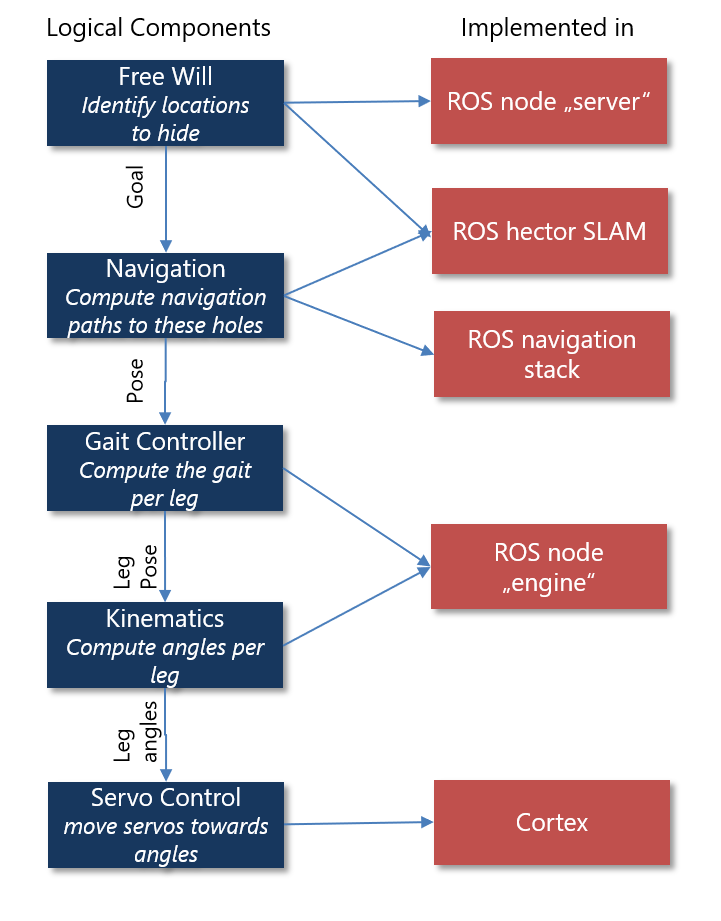 Logical Components
Implemented in
Free Will
Identify locations
to hide
ROS node „server“
Goal
ROS hector SLAM
Navigation
Compute navigation
paths to these holes
ROS navigation
stack
Pose
Gait Controller
Compute the gait
per leg
ROS node
„engine“
Leg
Pose
Kinematics
Compute angles per
leg
Leg
angles
Servo Control
move servos towards
angles
Cortex